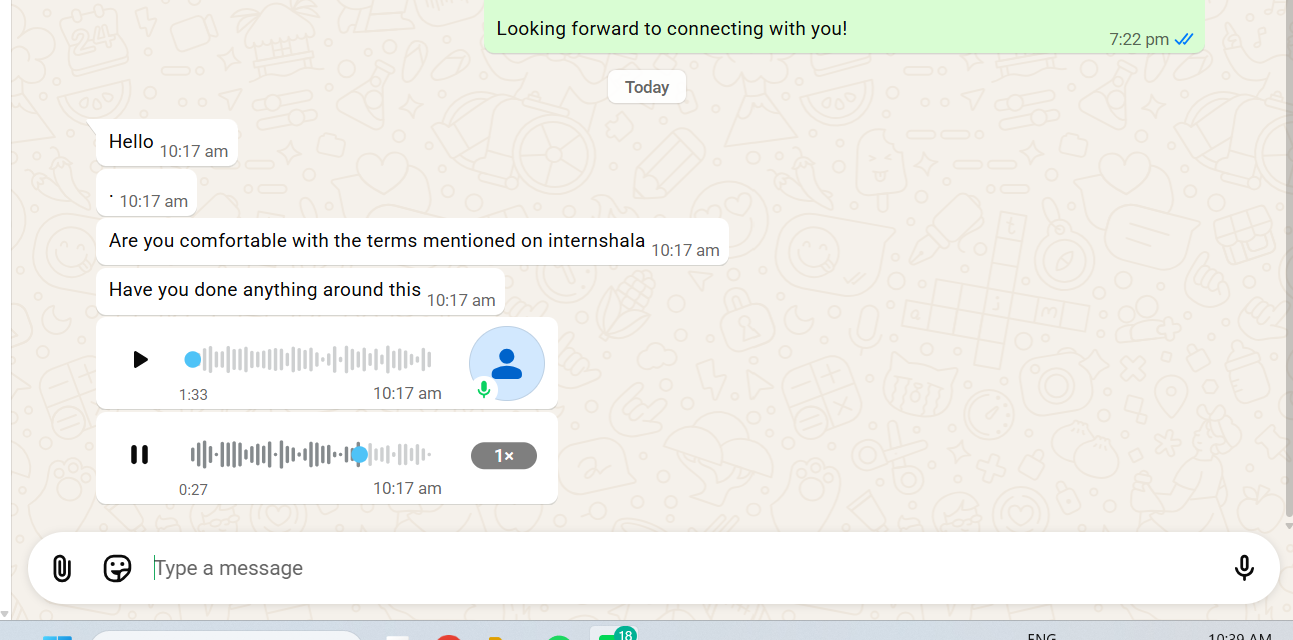 Looking forward to connecting with you!
7:22 pm
Today
Hello 10:17 am
. 10:17 am
Are you comfortable with the terms mentioned on internshala 10:17 am
Have you done anything around this 10:17 am
1:33 10:17 am
1×
0:27 10:17 am
Type a message
18
ENG
10:39 AM